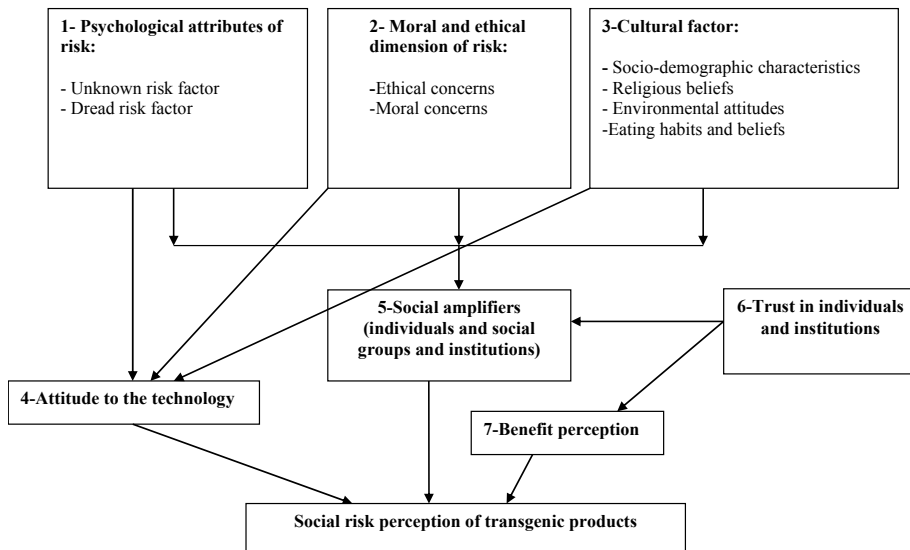 1- Psychological attributes of
risk:
- Unknown risk factor
- Dread risk factor
2- Moral and ethical
dimension of risk:
-Ethical concerns
-Moral concerns
3-Cultural factor:
- Socio-demographic characteristics
- Religious beliefs
- Environmental attitudes
-Eating habits and beliefs
5-Social amplifiers
(individuals and social
groups and institutions)
6-Trust in individuals
and institutions
4-Attitude to the technology
7-Benefit perception
Social risk perception of transgenic products